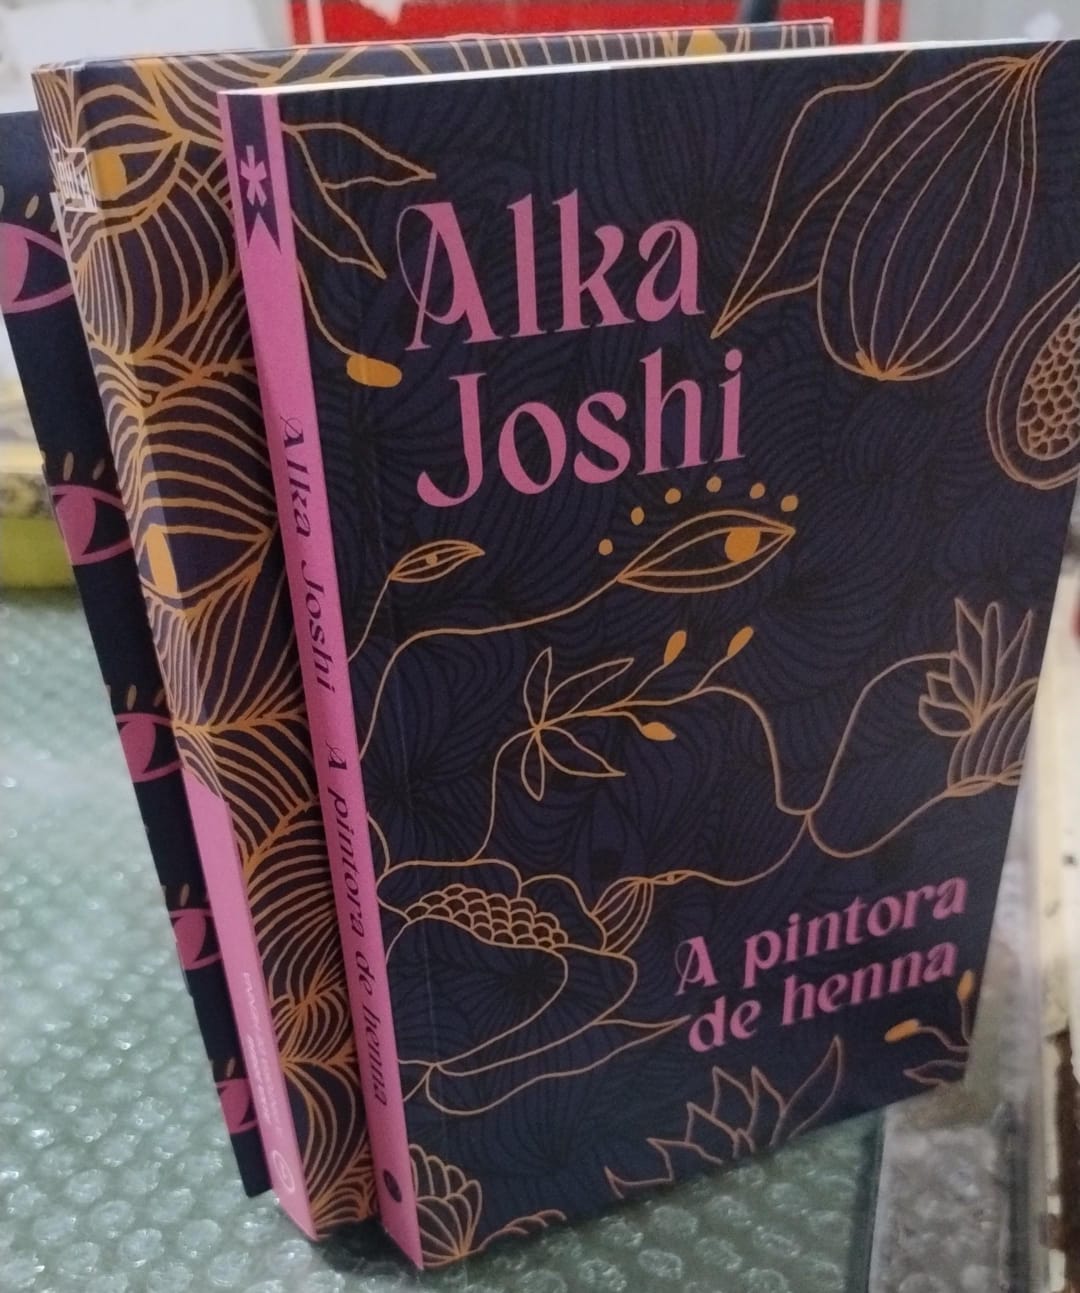 Alka
Joshi
A pintora
de henna
Alka Joshi A pintora de henna